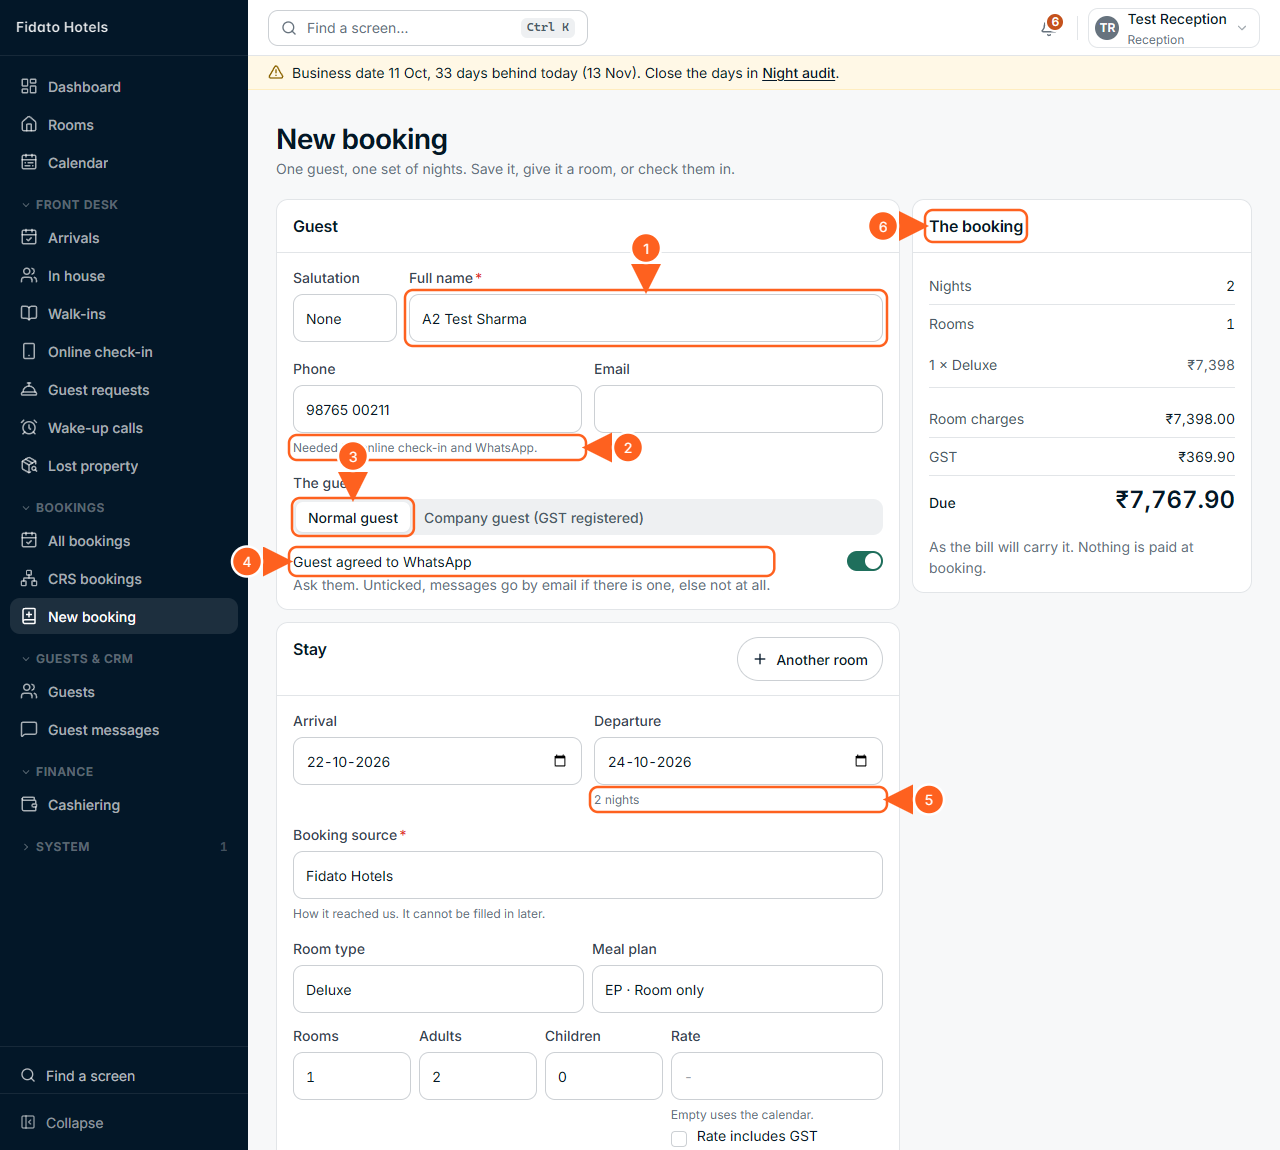 Fidato Hotels
Find a screen...
Ctrl K
6
TR
Test Reception
Reception
Business date 11 Oct, 33 days behind today (13 Nov). Close the days in Night audit.
Dashboard
Rooms
Calendar
FRONT DESK
Arrivals
In house
Walk-ins
Online check-in
Guest requests
Wake-up calls
Lost property
BOOKINGS
All bookings
CRS bookings
New booking
GUESTS & CRM
Guests
Guest messages
FINANCE
Cashiering
SYSTEM
1
Find a screen
Collapse
New booking
One guest, one set of nights. Save it, give it a room, or check them in.
Guest
1
Salutation
Full name*
None
A2 Test Sharma
Phone
Email
98765 00211
Needed online check-in and WhatsApp.
2
3
The
Normal guest
Company guest (GST registered)
4
Guest agreed to WhatsApp
Ask them. Unticked, messages go by email if there is one, else not at all.
Stay
Another room
Arrival
Departure
22-10-2026
24-10-2026
2 nights
5
Booking source*
Fidato Hotels
How it reached us. It cannot be filled in later.
Room type
Meal plan
Deluxe
EP · Room only
Rooms
Adults
Children
Rate
1
2
0
-
Empty uses the calendar.
Rate includes GST
6
The booking
Nights
2
Rooms
1
1 × Deluxe
₹7,398
Room charges
₹7,398.00
GST
₹369.90
Due
₹7,767.90
As the bill will carry it. Nothing is paid at
booking.